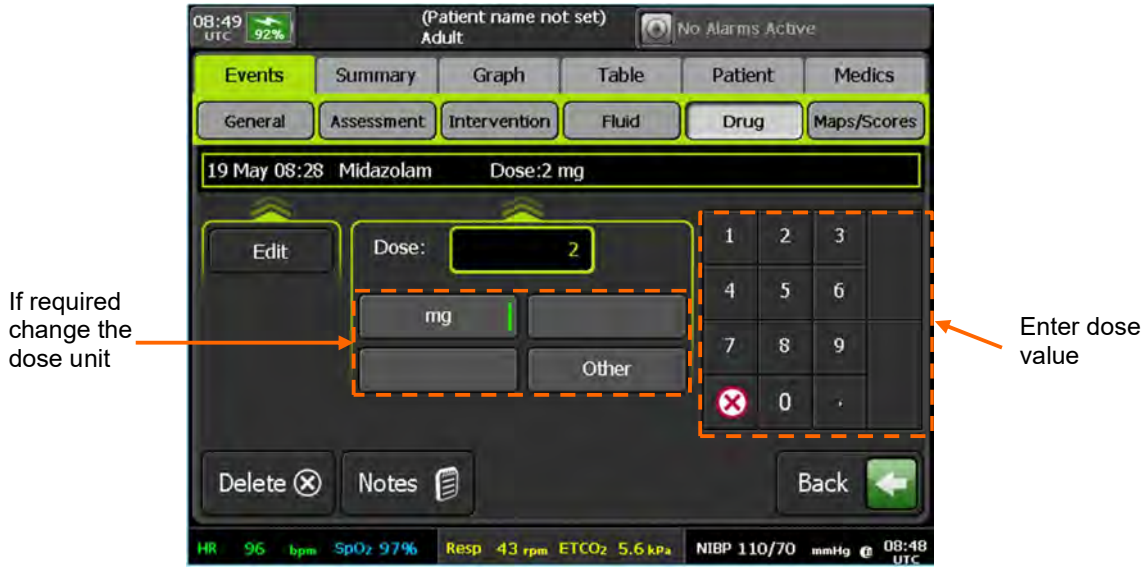 08:49 UTC 92% (Patient name not set) Adult No Alarms Active
Events Summary Graph Table Patient Medics
General Assessment Intervention Fluid Drug Maps/Scores
19 May 08:28 Midazolam Dose:2 mg
Edit Dose: 2
1 2 3
4 5 6
7 8 9
0 .
mg
Other
If required
change the
dose unit
Enter dose
value
Delete Notes Back
HR 96 bpm SpO2 97% Resp 43 rpm ETCO2 5.6 kPa NIBP 110/70 mmHg @ 08:48 UTC